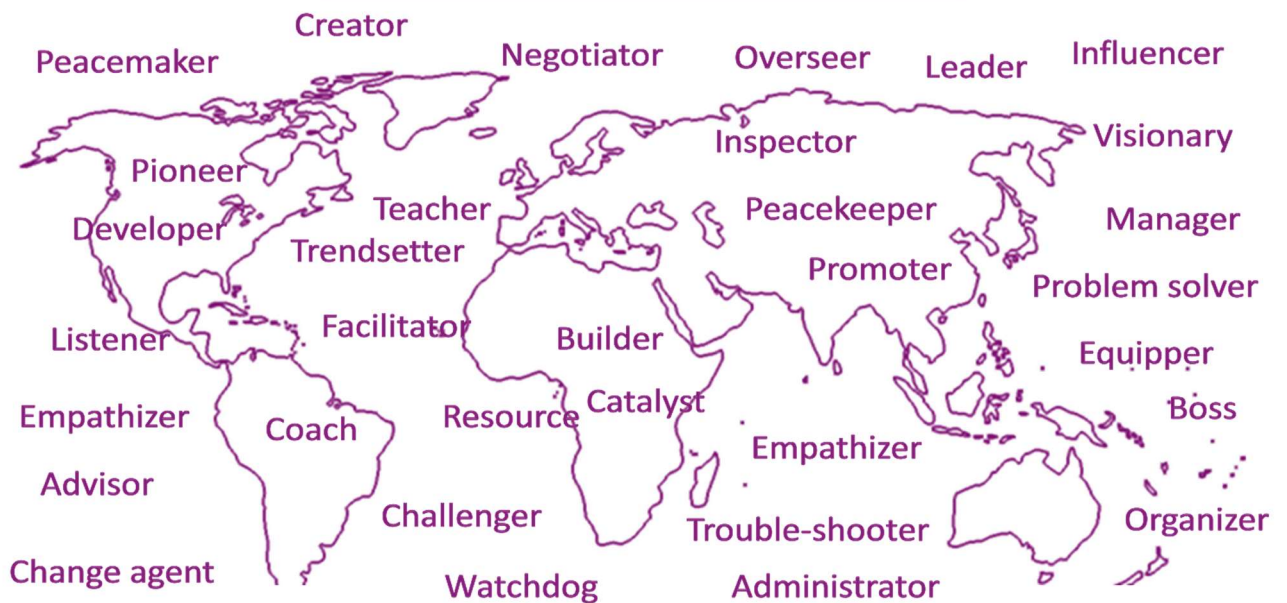 Creator
Peacemaker
Negotiator
Overseer
Leader
Influencer
Inspector
Visionary
Pioneer
Teacher
Peacekeeper
Manager
Developer
Trendsetter
Promoter
Problem solver
Listener
Facilitator
Builder
Equipper
Empathizer
Coach
Resource
Catalyst
Boss
Empathizer
Advisor
Challenger
Trouble-shooter
Organizer
Change agent
Watchdog
Administrator